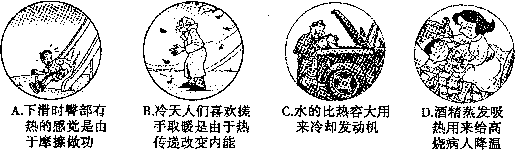 A.下滑时臀部有
热的感觉是由
于摩擦做功
B.冷天人们喜欢搓
手取暖是由于热
传递改变内能
C.水的比热容大用
来冷却发动机
D.酒精蒸发吸
热用来给高
烧病人降温